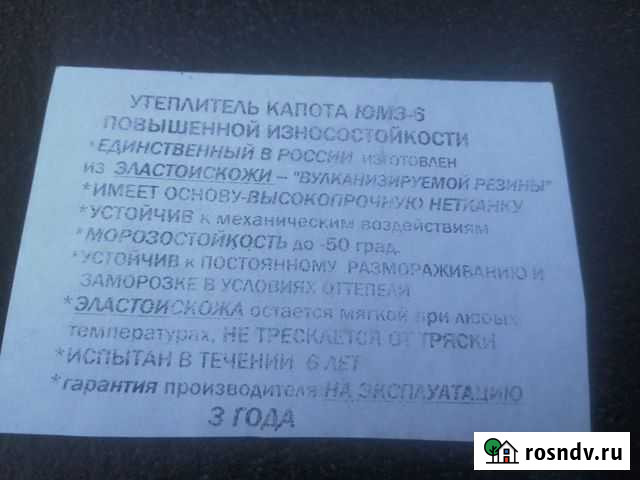 УТЕПЛИТЕЛЬ КАПОТА ЮМЗ-6
ПОВЫШЕННОЙ ИЗНОСОСТОЙКОСТИ
*ЕДИНСТВЕННЫЙ В РОССИИ ИЗГОТОВЛЕН
ИЗ ЭЛАСТОИСКОЖИ – "ВУЛКАНИЗИРУЕМОЙ РЕЗИНЫ"
*ИМЕЕТ ОСНОВУ-ВЫСОКОПРОЧНУЮ НЕТКАНКУ
*УСТОЙЧИВ к механическим воздействиям
*МОРОЗОСТОЙКОСТЬ до -50 град.
*УСТОЙЧИВ к ПОСТОЯННОМУ РАЗМОРАЖИВАНИЮ И
ЗАМОРОЗКЕ В УСЛОВИЯХ ОТТЕПЕЛИ
*ЭЛАСТОИСКОЖА остается мягкой при любых
температурах, НЕ ТРЕСКАЕТСЯ ОТ ТРЯСКИ
*ИСПЫТАН В ТЕЧЕНИИ 6 ЛЕТ
*гарантия производителя НА ЭКСПЛУАТАЦИЮ
3 ГОДА
rosndv.ru